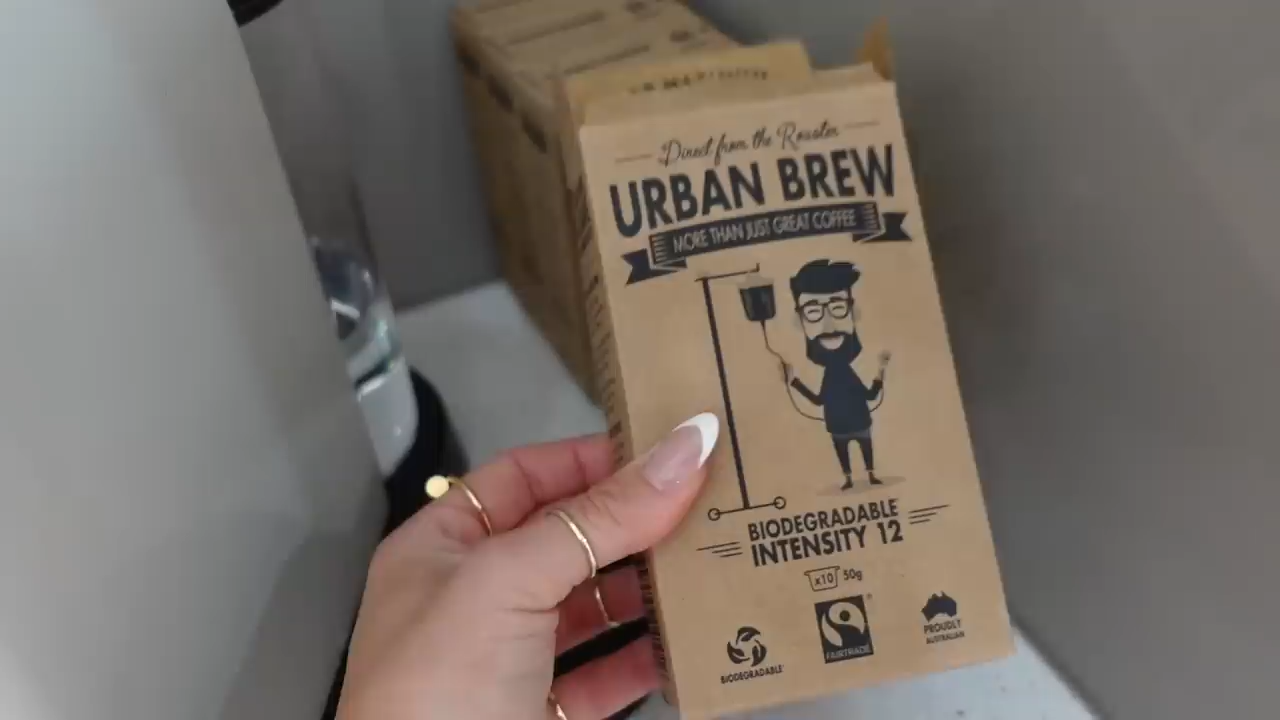 Direct from the Roaster
URBAN BREW
MORE THAN JUST GREAT COFFEE
BIODEGRADABLE
INTENSITY 12
x10 50g
BIODEGRADABLE
FAIRTRADE
PROUDLY
AUSTRALIAN